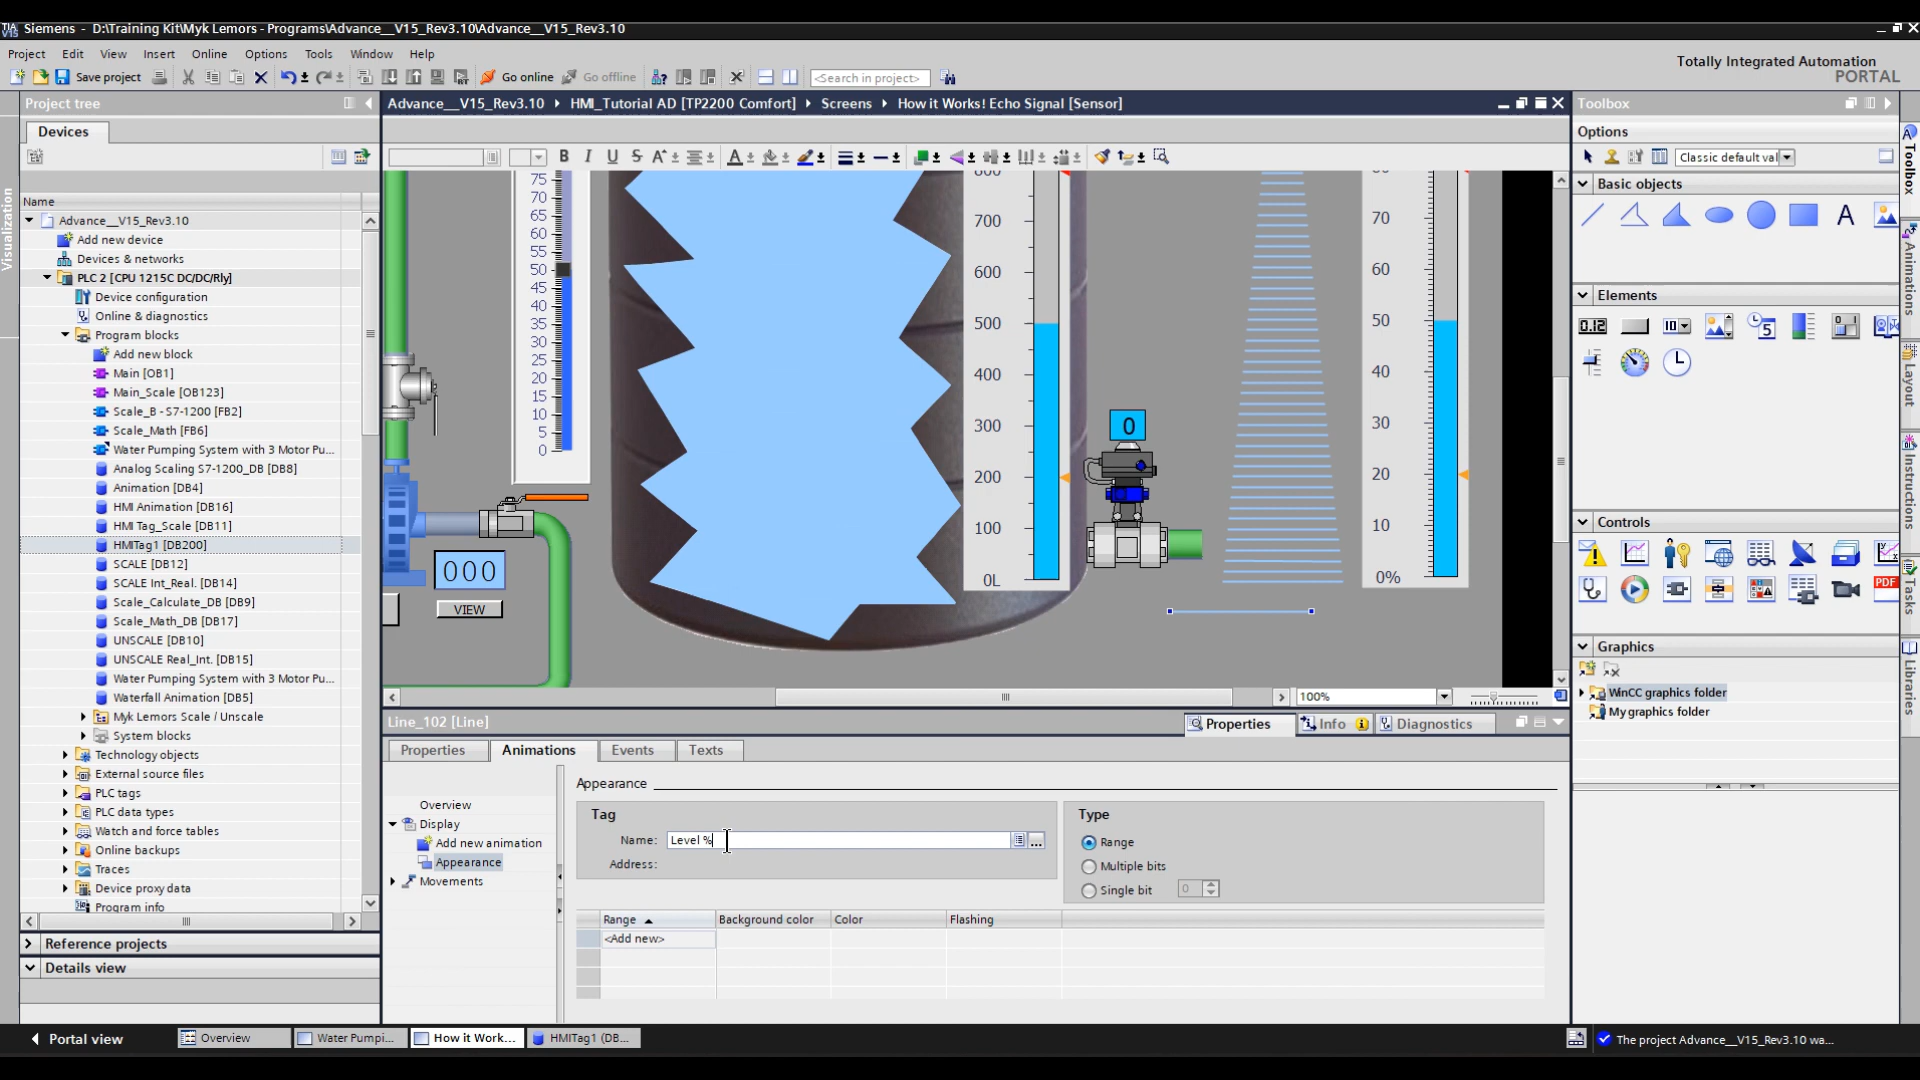 Siemens - D:\Training Kit\Myk Lemors - Programs\Advance__V15_Rev3.10\Advance__V15_Rev3.10
Project Edit View Insert Online Options Tools Window Help
Totally Integrated Automation
PORTAL
Save project
Go online
Go offline
<Search in project>
Project tree
Advance__V15_Rev3.10 HMI_Tutorial AD [TP2200 Comfort] Screens How it Works! Echo Signal [Sensor]
Toolbox
Devices
Options
Classic default val
Visualization
Name
Advance__V15_Rev3.10
Add new device
Devices & networks
PLC 2 [CPU 1215C DC/DC/Rly]
Device configuration
Online & diagnostics
Program blocks
Add new block
Main [OB1]
Main_Scale [OB123]
Scale_B - S7-1200 [FB2]
Scale_Math [FB6]
Water Pumping System with 3 Motor Pu...
Analog Scaling S7-1200_DB [DB8]
Animation [DB4]
HMI Animation [DB16]
HMI Tag_Scale [DB11]
HMITag1 [DB200]
SCALE [DB12]
SCALE Int_Real. [DB14]
Scale_Calculate_DB [DB9]
Scale_Math_DB [DB17]
UNSCALE [DB10]
UNSCALE Real_Int. [DB15]
Water Pumping System with 3 Motor Pu...
Waterfall Animation [DB5]
Myk Lemors Scale / Unscale
System blocks
Technology objects
External source files
PLC tags
PLC data types
Watch and force tables
Online backups
Traces
Device proxy data
Program info
Reference projects
Details view
75
70
65
60
55
50
45
40
35
30
25
20
15
10
5
0
000
VIEW
800
700
600
500
400
300
200
100
0L
0
70
60
50
40
30
20
10
0%
100%
Basic objects
A
Elements
0.12
10
5
Controls
PDF
Graphics
WinCC graphics folder
My graphics folder
Toolbox
Animations
Layout
Instructions
Tasks
Libraries
Line_102 [Line]
Properties
Info
Diagnostics
Properties Animations Events Texts
Overview
Display
Add new animation
Appearance
Movements
Appearance
Tag
Name: Level %
Address:
Type
Range
Multiple bits
Single bit 0
Range Background color Color Flashing
<Add new>
Portal view
Overview
Water Pumpi...
How it Work...
HMITag1 (DB...
The project Advance__V15_Rev3.10 wa...